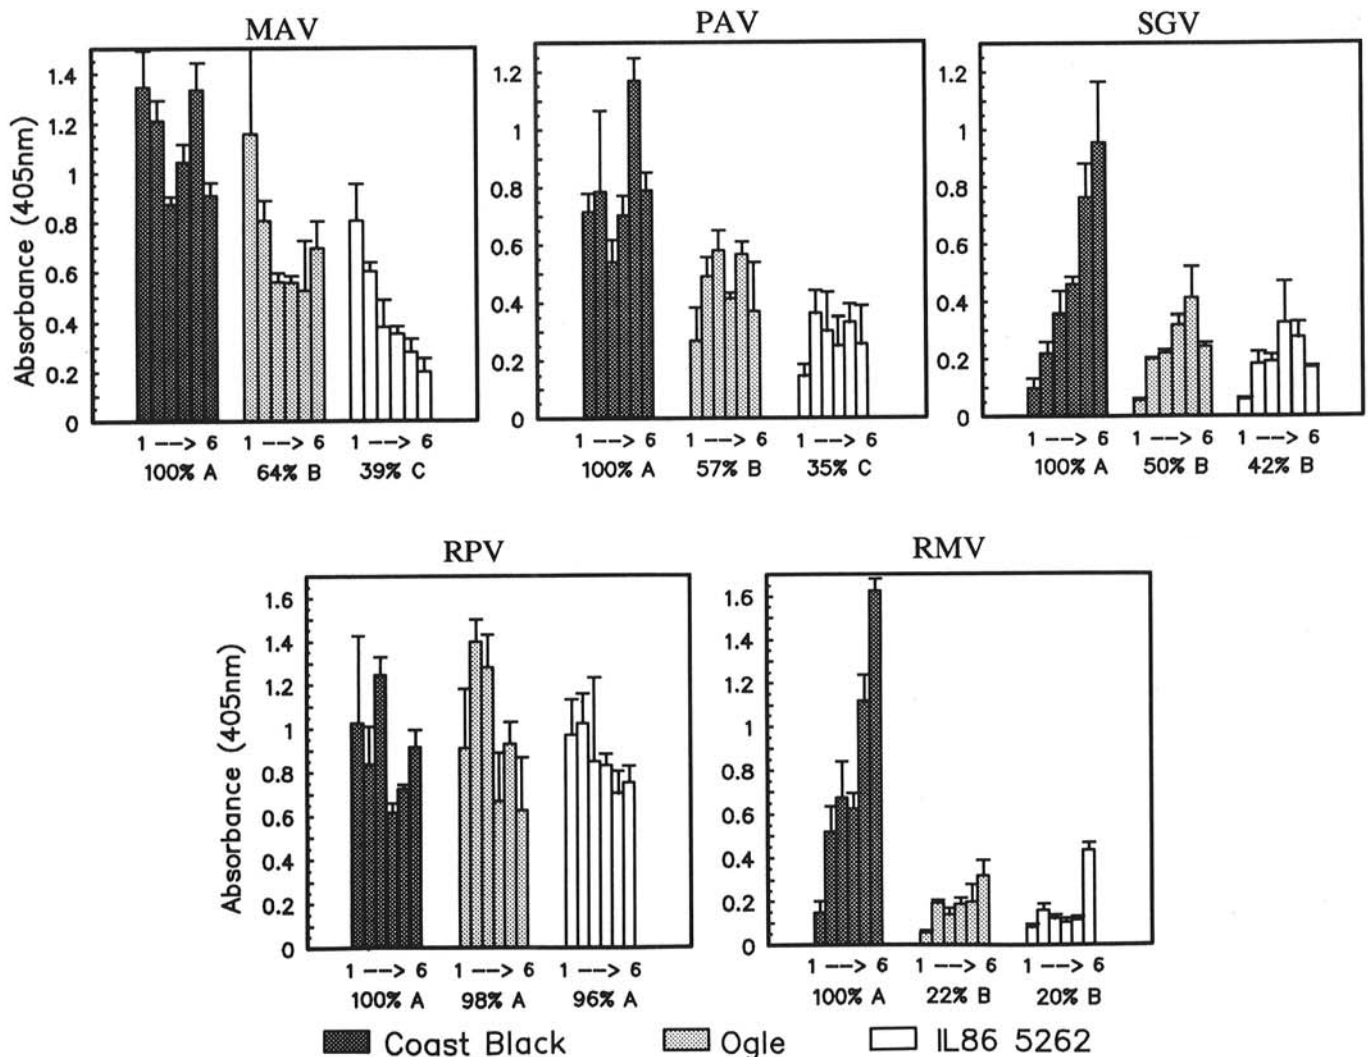 MAV PAV SGV
Absorbance (405nm)
1.4
1.2
1
0.8
0.6
0.4
0.2
0
1 --> 6 1 --> 6 1 --> 6
100% A 64% B 39% C
1.2
1
0.8
0.6
0.4
0.2
0
1 --> 6 1 --> 6 1 --> 6
100% A 57% B 35% C
1.2
1
0.8
0.6
0.4
0.2
0
1 --> 6 1 --> 6 1 --> 6
100% A 50% B 42% B
RPV RMV
Absorbance (405nm)
1.6
1.4
1.2
1
0.8
0.6
0.4
0.2
0
1 --> 6 1 --> 6 1 --> 6
100% A 98% A 96% A
1.6
1.4
1.2
1
0.8
0.6
0.4
0.2
0
1 --> 6 1 --> 6 1 --> 6
100% A 22% B 20% B
Coast Black Ogle IL86 5262